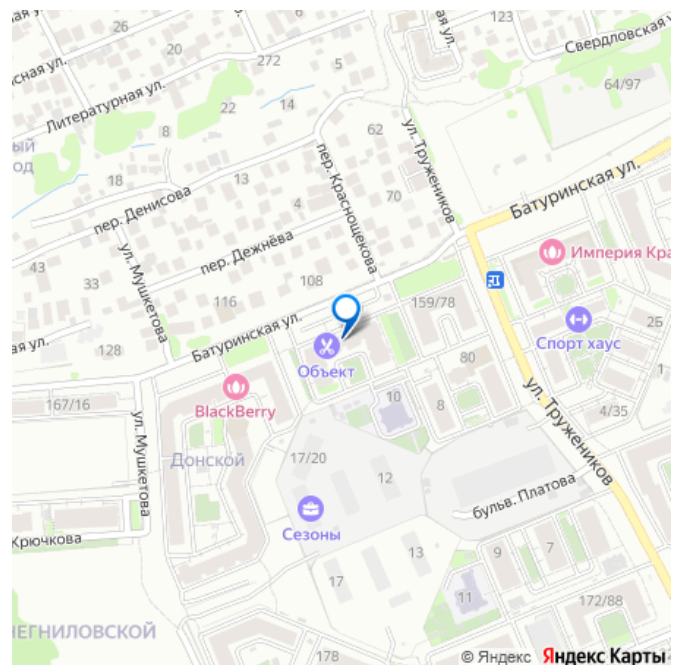 123
26
сная ул.
20
272
5
ул.
Свердловская у
64/97
Литературная ул.
22
14
ул. Тружеников
62
8
ый
од
18
13
пер. Краснощекова
Батуринская ул.
70
пер. Денисова
4
пер. Дежнёва
43
33
ул. Мушкетова
108
Империя Кра
116
159/78
Батуринская ул.
ая ул.
128
Объект
Спорт хаус
25
80
1
BlackBerry
167/16
ул. Мушкетова
10
8
4/35
ул. Тружеников
Донской
17/20
12
бульв. Платова
Сезоны
Крючкова
13
9
7
17
11
172/88
НЕГНИЛОВСКОЙ
178
© Яндекс Яндекс Карты